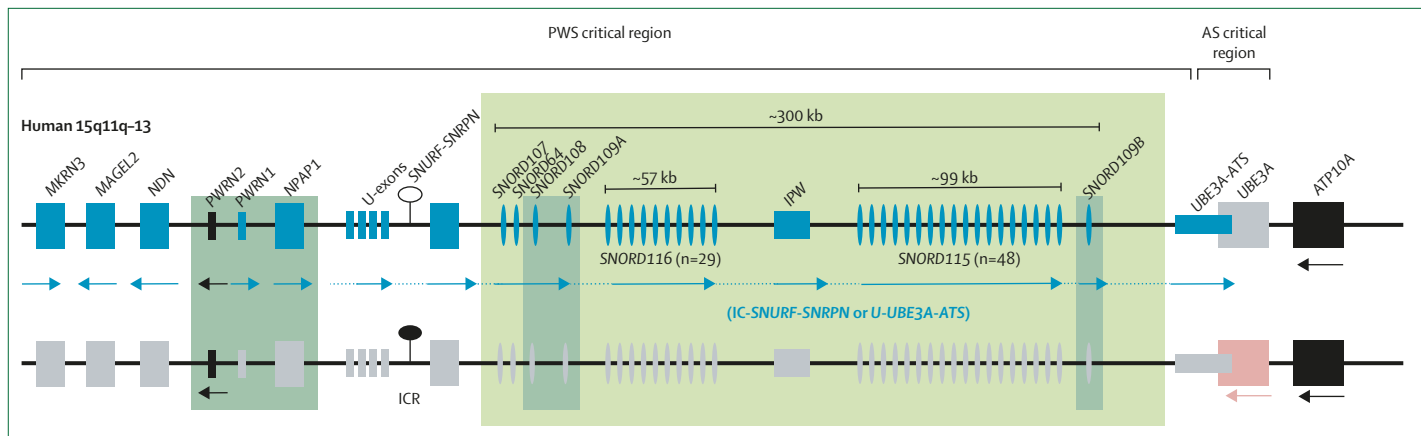 PWS critical region
AS critical
region
Human 15q11q–13
~300 kb
MKRN3
MAGEL2
NDN
PWRN2
PWRN1
NPAP1
U-exons
SNURF-SNRPN
SNORD107
SNORD64
SNORD108
SNORD109A
~57 kb
IPW
~99 kb
SNORD109B
UBE3A-ATS
UBE3A
ATP10A
SNORD116 (n=29)
SNORD115 (n=48)
(IC-SNURF-SNRPN or U-UBE3A-ATS)
ICR